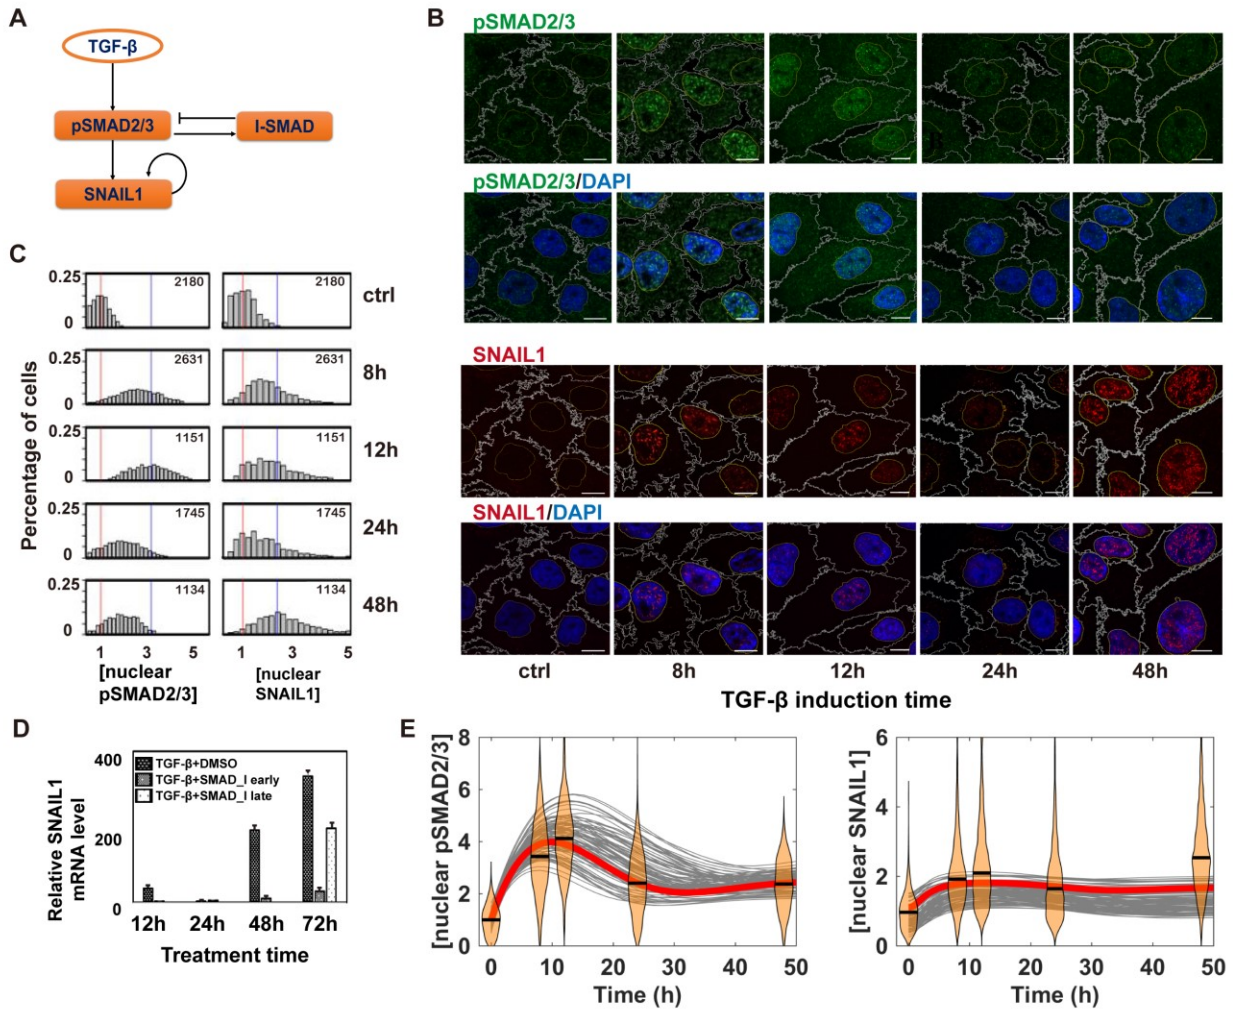 A
TGF-β
pSMAD2/3
I-SMAD
SNAIL1
B
pSMAD2/3
pSMAD2/3/DAPI
SNAIL1
SNAIL1/DAPI
ctrl 8h 12h 24h 48h
TGF-β induction time
C
Percentage of cells
0.25 2180 2180 ctrl
0
0.25 2631 2631 8h
0
0.25 1151 1151 12h
0
0.25 1745 1745 24h
0
0.25 1134 1134 48h
0
1 3 5 1 3 5
[nuclear pSMAD2/3]
[nuclear SNAIL1]
D
Relative SNAIL1
mRNA level
400
200
0
TGF-β+DMSO
TGF-β+SMAD_I early
TGF-β+SMAD_I late
12h 24h 48h 72h
Treatment time
E
[nuclear pSMAD2/3]
8
6
4
2
0
0 10 20 30 40 50
Time (h)
[nuclear SNAIL1]
6
4
2
0
0 10 20 30 40 50
Time (h)